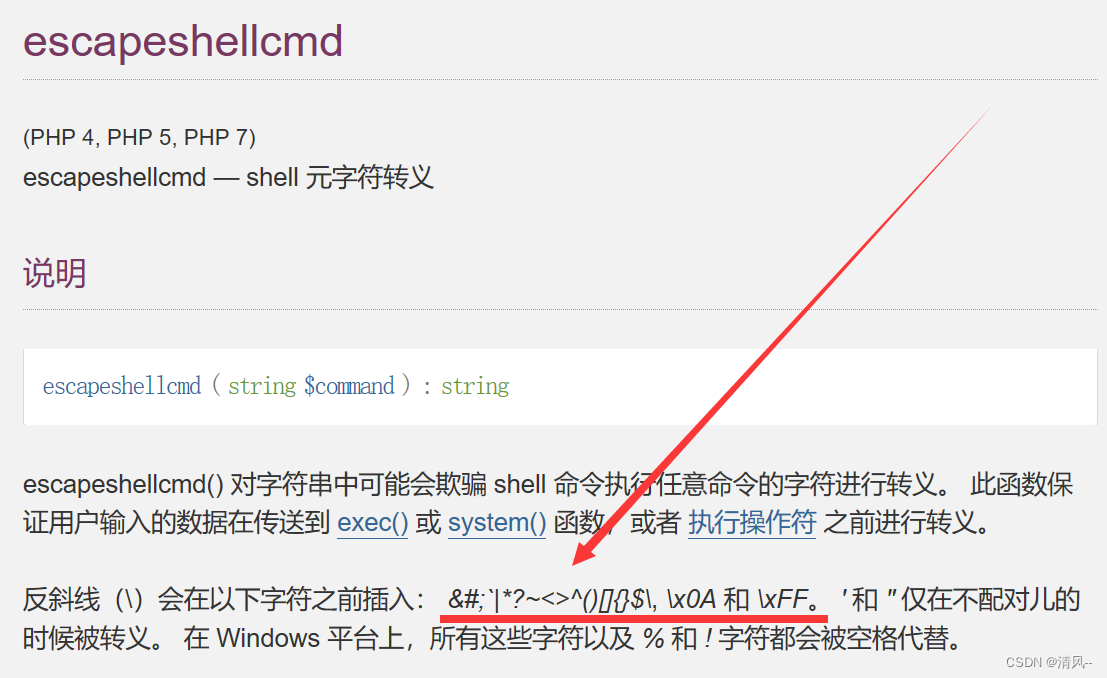 escapeshellcmd
(PHP 4, PHP 5, PHP 7)
escapeshellcmd — shell 元字符转义
说明
escapeshellcmd ( string $command ) : string
escapeshellcmd() 对字符串中可能会欺骗 shell 命令执行任意命令的字符进行转义。 此函数保
证用户输入的数据在传送到 exec() 或 system() 函数，或者 执行操作符 之前进行转义。
反斜线（\）会在以下字符之前插入： &#;`|*?~<>^()[]{}$\, \x0A 和 \xFF。 ' 和 " 仅在不配对儿的
时候被转义。 在 Windows 平台上，所有这些字符以及 % 和 ! 字符都会被空格代替。
CSDN @清风--